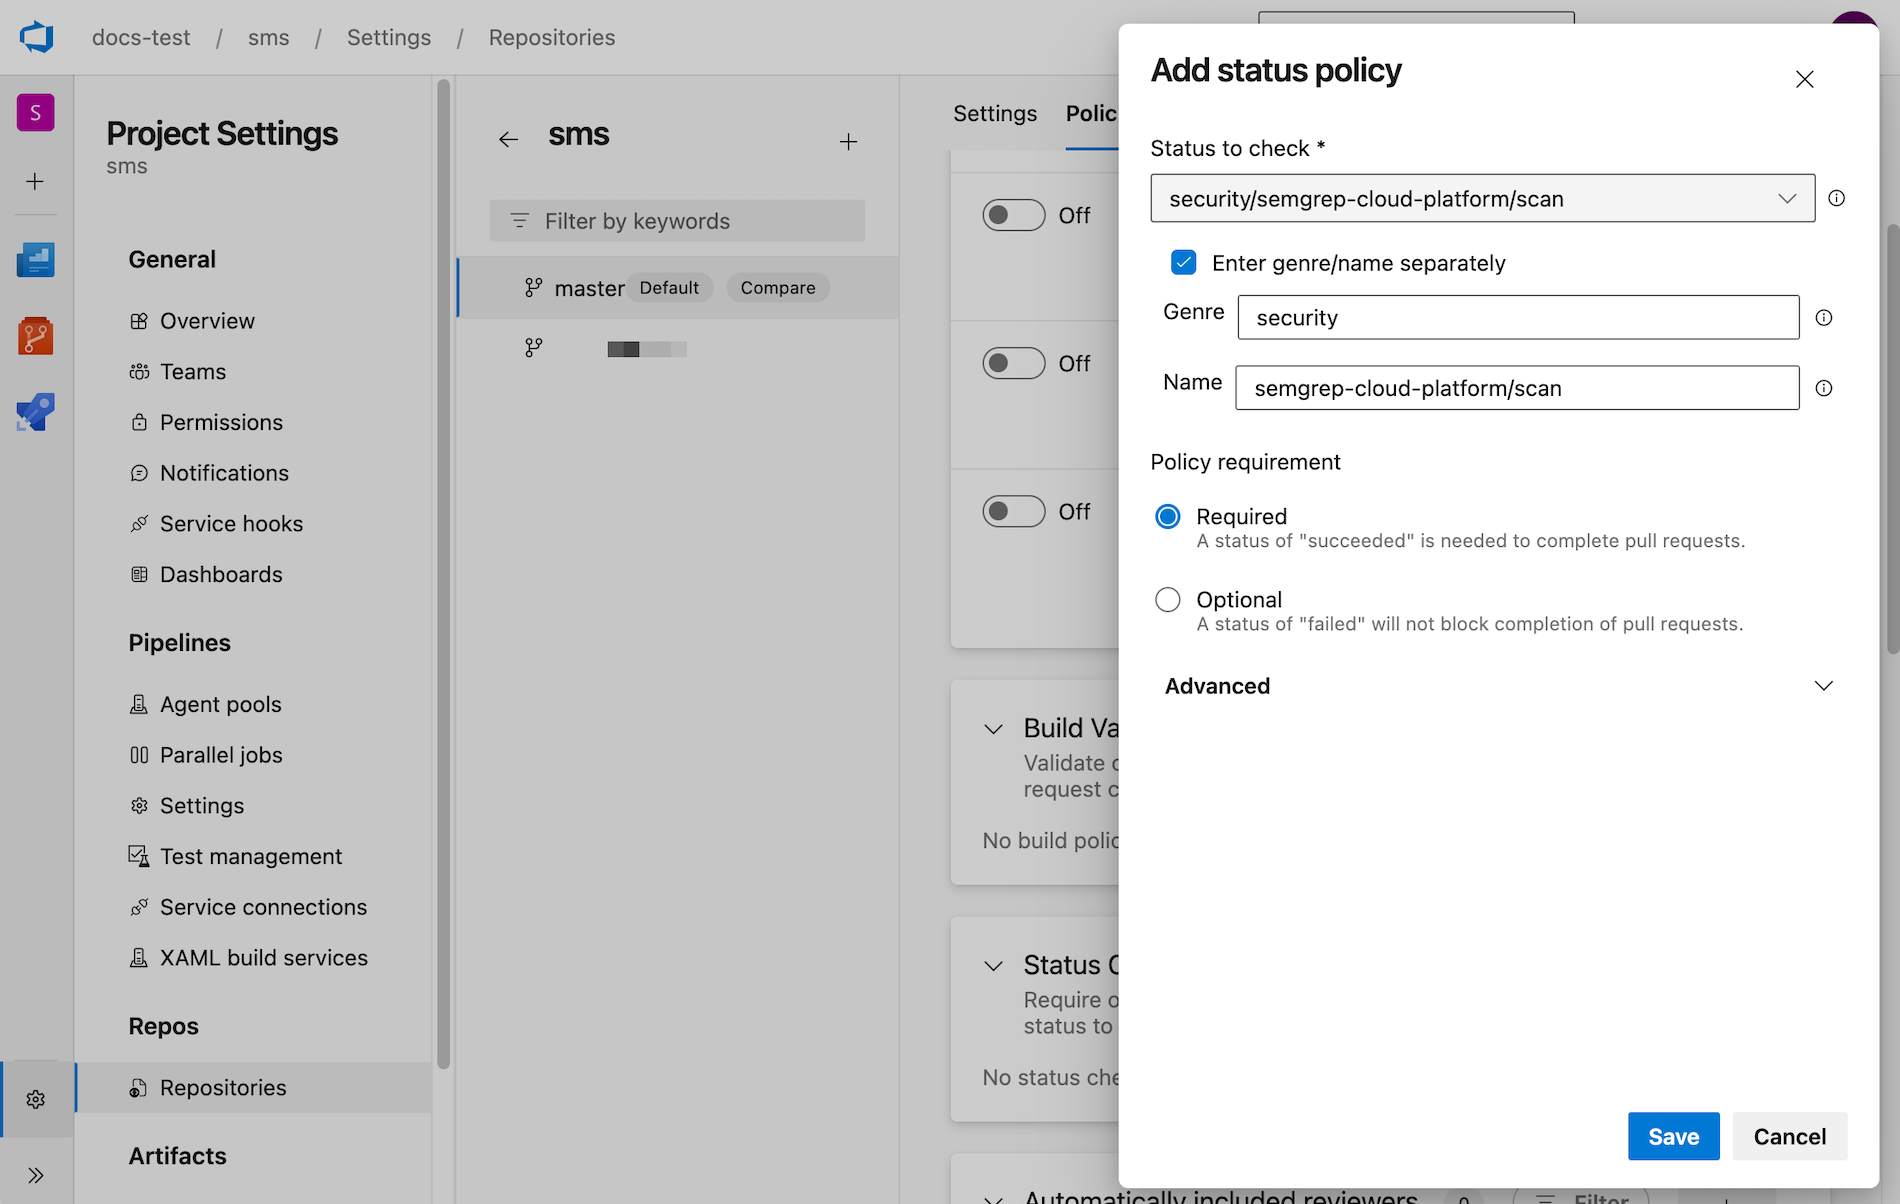 docs-test / sms / Settings / Repositories
S
Project Settings
sms
General
Overview
Teams
Permissions
Notifications
Service hooks
Dashboards
Pipelines
Agent pools
Parallel jobs
Settings
Test management
Service connections
XAML build services
Repos
Repositories
Artifacts
sms
Filter by keywords
master Default Compare
Settings Polic
Off
Off
Off
Build Va
Validate
request c
No build polic
Status C
Require o
status to
No status che
Automatically included reviewers 0 Filter
Add status policy
Status to check *
security/semgrep-cloud-platform/scan
Enter genre/name separately
Genre security
Name semgrep-cloud-platform/scan
Policy requirement
Required
A status of "succeeded" is needed to complete pull requests.
Optional
A status of "failed" will not block completion of pull requests.
Advanced
Save Cancel